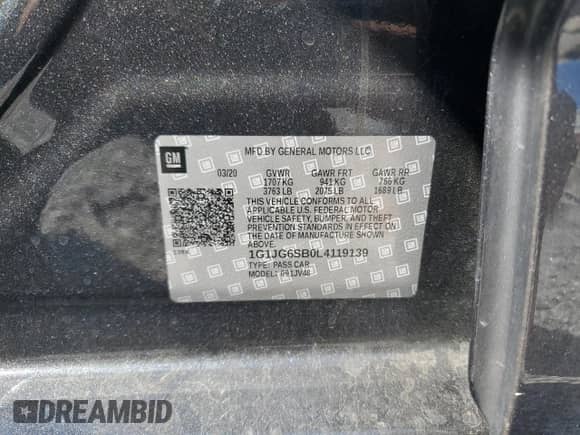 GM
MFD BY GENERAL MOTORS LLC
03/20 GVWR GAWR FRT GAWR RR
1707 KG 941 KG 766 KG
3763 LB 2075 LB 1689 LB
THIS VEHICLE CONFORMS TO ALL
APPLICABLE U.S. FEDERAL MOTOR
VEHICLE SAFETY, BUMPER, AND THEFT
PREVENTION STANDARDS IN EFFECT ON
THE DATE OF MANUFACTURE SHOWN
ABOVE.
1G1JG6SB0L4119139
TYPE: PASS CAR
MODEL:
DREAMBID